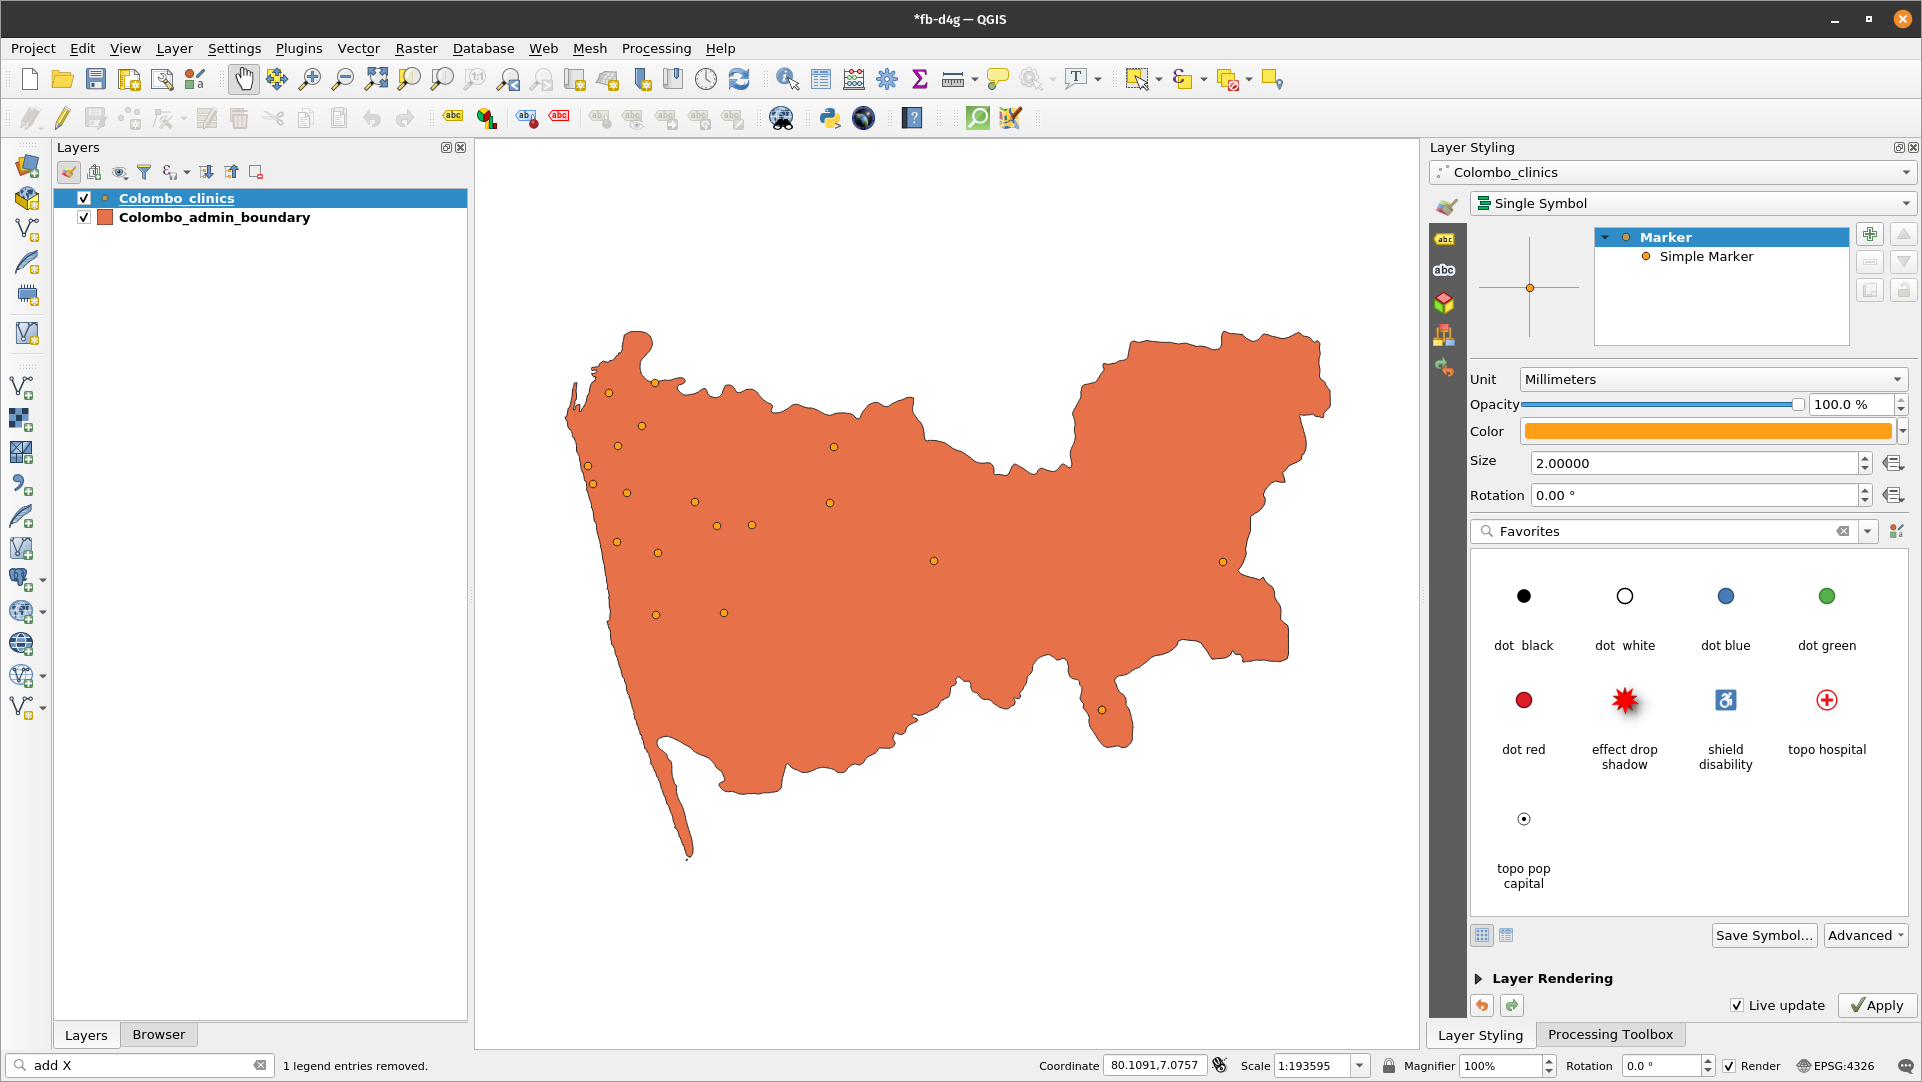 *fb-d4g — QGIS
Project Edit View Layer Settings Plugins Vector Raster Database Web Mesh Processing Help
Layers
Colombo_clinics
Colombo_admin_boundary
Layers Browser
Layer Styling
Colombo_clinics
Single Symbol
Marker
Simple Marker
Unit Millimeters
Opacity 100.0 %
Color
Size 2.00000
Rotation 0.00 °
Favorites
dot black dot white dot blue dot green
dot red effect drop shadow shield disability topo hospital
topo pop capital
Save Symbol... Advanced
Layer Rendering
Live update Apply
Layer Styling Processing Toolbox
add X 1 legend entries removed. Coordinate 80.1091,7.0757 Scale 1:193595 Magnifier 100% Rotation 0.0 ° Render EPSG:4326